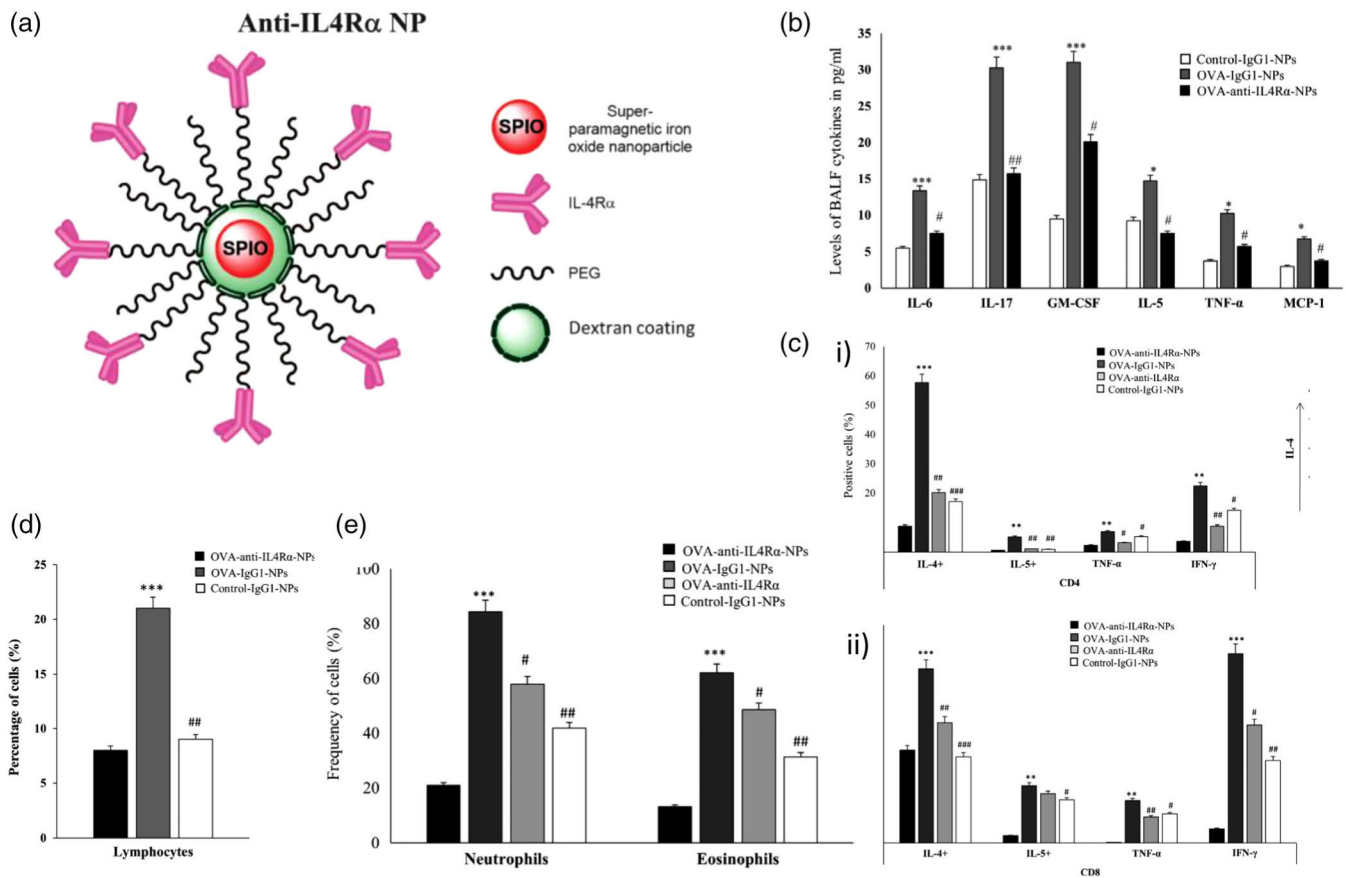 (a)
Anti-IL4Rα NP
SPIO
SPIO
Super-
paramagnetic iron
oxide nanoparticle
IL-4Rα
PEG
Dextran coating
(b)
Levels of BALF cytokines in pg/ml
35
30
25
20
15
10
5
0
Control-IgG1-NPs
OVA-IgG1-NPs
OVA-anti-IL4Rα-NPs
*** *** *** * * *
# ## # # # #
IL-6 IL-17 GM-CSF IL-5 TNF-α MCP-1
(c)
i)
Positive cells (%)
70
60
50
40
30
20
10
OVA-anti-IL4Rα-NPs
OVA-IgG1-NPs
OVA-anti-IL4Rα
Control-IgG1-NPs
*** ## ###
** ## ##
** # #
** ## #
IL-4+ IL-5+ TNF-α IFN-γ
CD4
IL-4
ii)
OVA-anti-IL4Rα-NPs
OVA-IgG1-NPs
OVA-anti-IL4Rα
Control-IgG1-NPs
*** ## ###
** #
** ## #
*** # ##
IL-4+ IL-5+ TNF-α IFN-γ
CD8
(d)
Percentage of cells (%)
25
20
15
10
5
0
OVA-anti-IL4Rα-NPs
OVA-IgG1-NPs
Control-IgG1-NPs
*** ##
Lymphocytes
(e)
Frequency of cells (%)
100
80
60
40
20
0
OVA-anti-IL4Rα-NPs
OVA-IgG1-NPs
OVA-anti-IL4Rα
Control-IgG1-NPs
*** # ##
*** # ##
Neutrophils Eosinophils